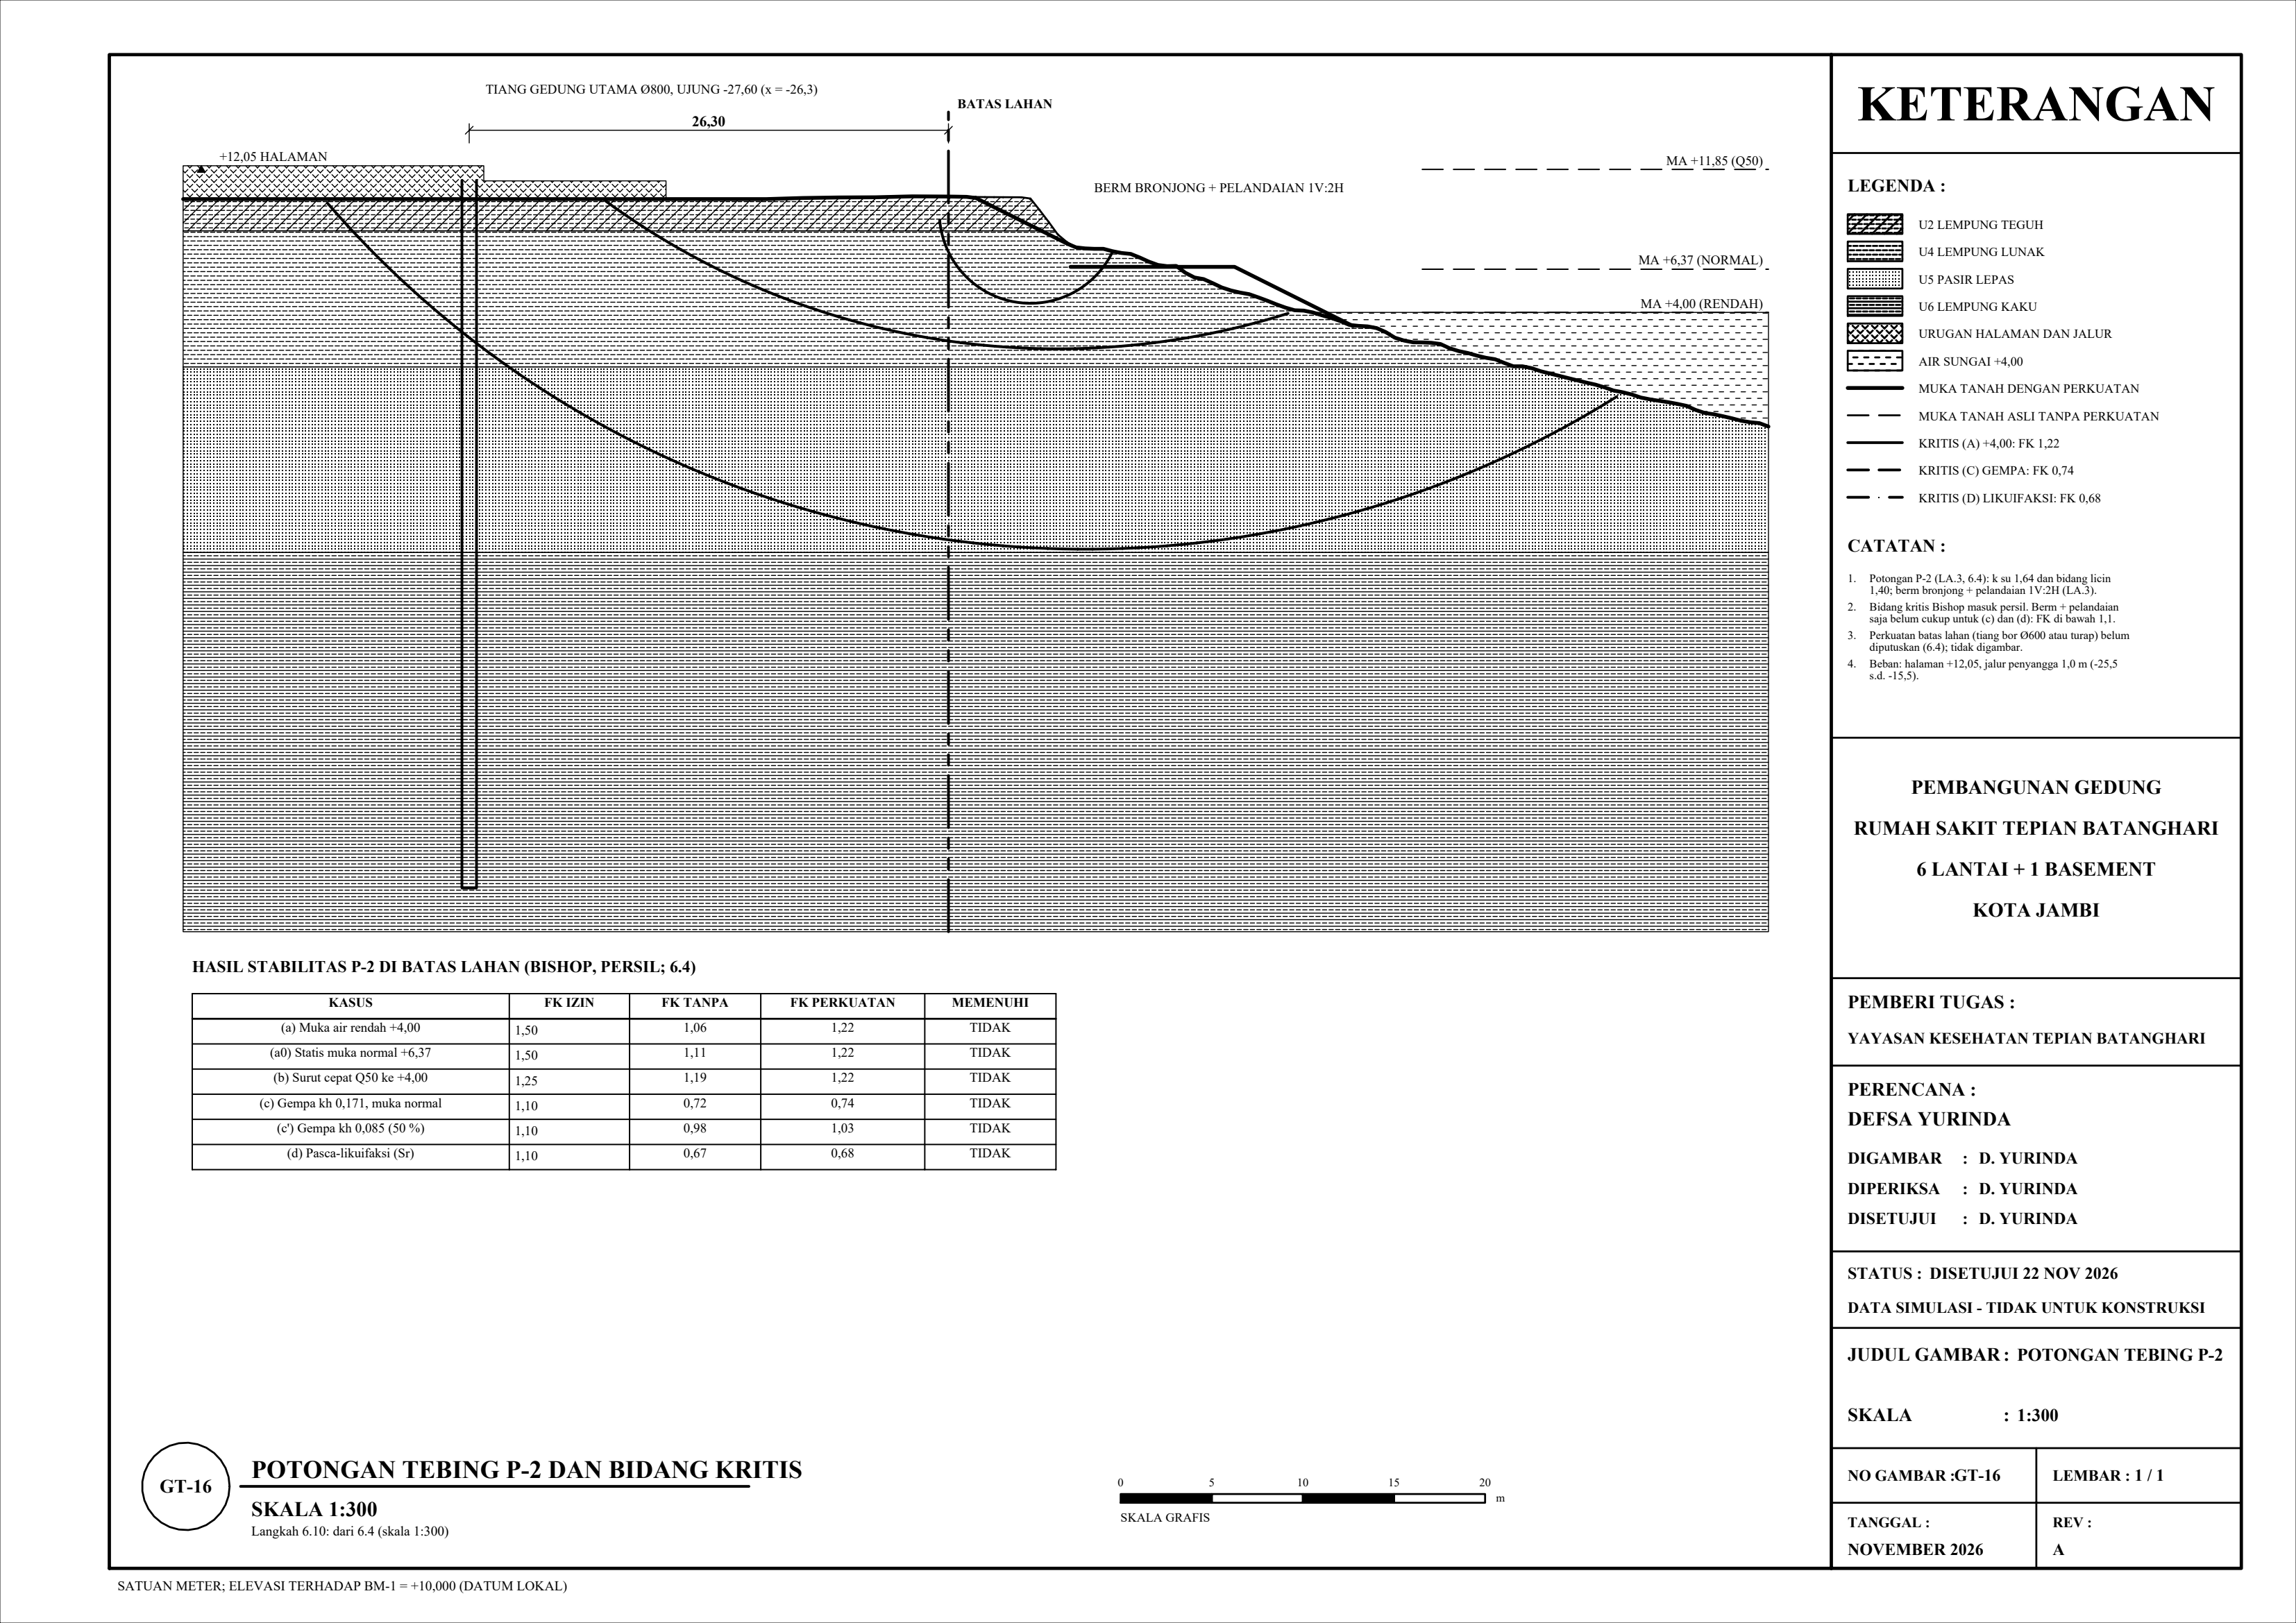 TIANG GEDUNG UTAMA Ø800, UJUNG -27,60 (x = -26,3)
BATAS LAHAN
26,30
+12,05 HALAMAN
MA +11,85 (Q50)
BERM BRONJONG + PELANDAIAN 1V:2H
MA +6,37 (NORMAL)
MA +4,00 (RENDAH)
HASIL STABILITAS P-2 DI BATAS LAHAN (BISHOP, PERSIL; 6.4)
KASUS FK IZIN FK TANPA FK PERKUATAN MEMENUHI
(a) Muka air rendah +4,00 1,50 1,06 1,22 TIDAK
(a0) Statis muka normal +6,37 1,50 1,11 1,22 TIDAK
(b) Surut cepat Q50 ke +4,00 1,25 1,19 1,22 TIDAK
(c) Gempa kh 0,171, muka normal 1,10 0,72 0,74 TIDAK
(c') Gempa kh 0,085 (50 %) 1,10 0,98 1,03 TIDAK
(d) Pasca-likuifaksi (Sr) 1,10 0,67 0,68 TIDAK
GT-16
POTONGAN TEBING P-2 DAN BIDANG KRITIS
SKALA 1:300
Langkah 6.10: dari 6.4 (skala 1:300)
0 5 10 15 20
m
SKALA GRAFIS
SATUAN METER; ELEVASI TERHADAP BM-1 = +10,000 (DATUM LOKAL)
KETERANGAN
LEGENDA :
U2 LEMPUNG TEGUH
U4 LEMPUNG LUNAK
U5 PASIR LEPAS
U6 LEMPUNG KAKU
URUGAN HALAMAN DAN JALUR
AIR SUNGAI +4,00
MUKA TANAH DENGAN PERKUATAN
MUKA TANAH ASLI TANPA PERKUATAN
KRITIS (A) +4,00: FK 1,22
KRITIS (C) GEMPA: FK 0,74
KRITIS (D) LIKUIFAKSI: FK 0,68
CATATAN :
1. Potongan P-2 (LA.3, 6.4): k su 1,64 dan bidang licin
1,40; berm bronjong + pelandaian 1V:2H (LA.3).
2. Bidang kritis Bishop masuk persil. Berm + pelandaian
saja belum cukup untuk (c) dan (d): FK di bawah 1,1.
3. Perkuatan batas lahan (tiang bor Ø600 atau turap) belum
diputuskan (6.4); tidak digambar.
4. Beban: halaman +12,05, jalur penyangga 1,0 m (-25,5
s.d. -15,5).
PEMBANGUNAN GEDUNG
RUMAH SAKIT TEPIAN BATANGHARI
6 LANTAI + 1 BASEMENT
KOTA JAMBI
PEMBERI TUGAS :
YAYASAN KESEHATAN TEPIAN BATANGHARI
PERENCANA :
DEFSA YURINDA
DIGAMBAR : D. YURINDA
DIPERIKSA : D. YURINDA
DISETUJUI : D. YURINDA
STATUS : DISETUJUI 22 NOV 2026
DATA SIMULASI - TIDAK UNTUK KONSTRUKSI
JUDUL GAMBAR : POTONGAN TEBING P-2
SKALA : 1:300
NO GAMBAR :GT-16
LEMBAR : 1 / 1
TANGGAL :
NOVEMBER 2026
REV :
A